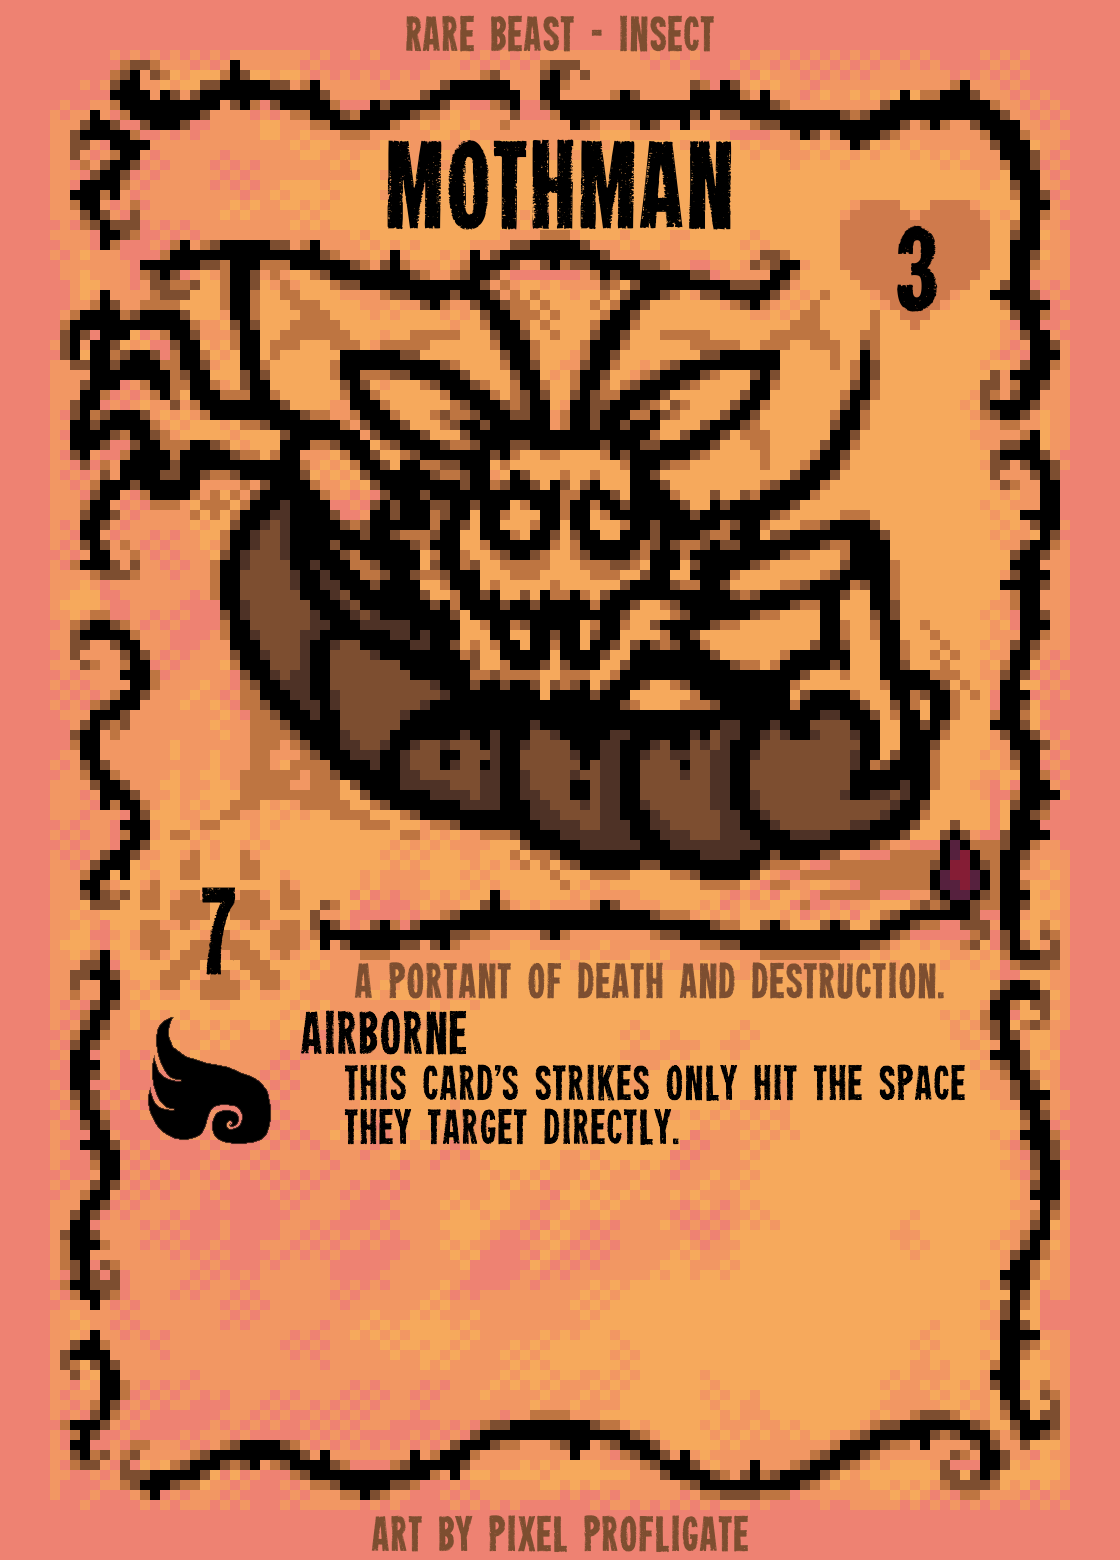 RARE BEAST - INSECT
MOTHMAN
3
7
A PORTANT OF DEATH AND DESTRUCTION.
AIRBORNE
THIS CARD'S STRIKES ONLY HIT THE SPACE
THEY TARGET DIRECTLY.
ART BY PIXEL PROFLIGATE